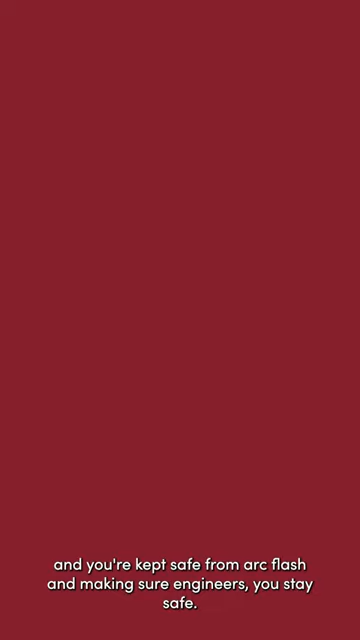 and you're kept safe from arc flash
and making sure engineers, you stay
safe.